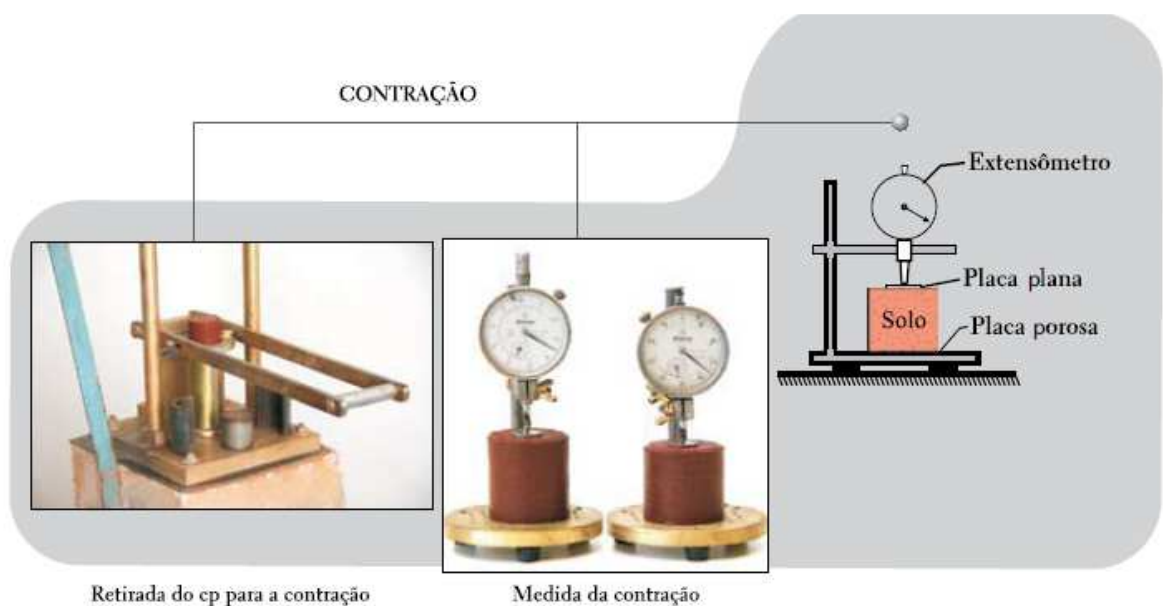 CONTRAÇÃO
Extensômetro
Placa plana
Solo
Placa porosa
Retirada do cp para a contração
Medida da contração